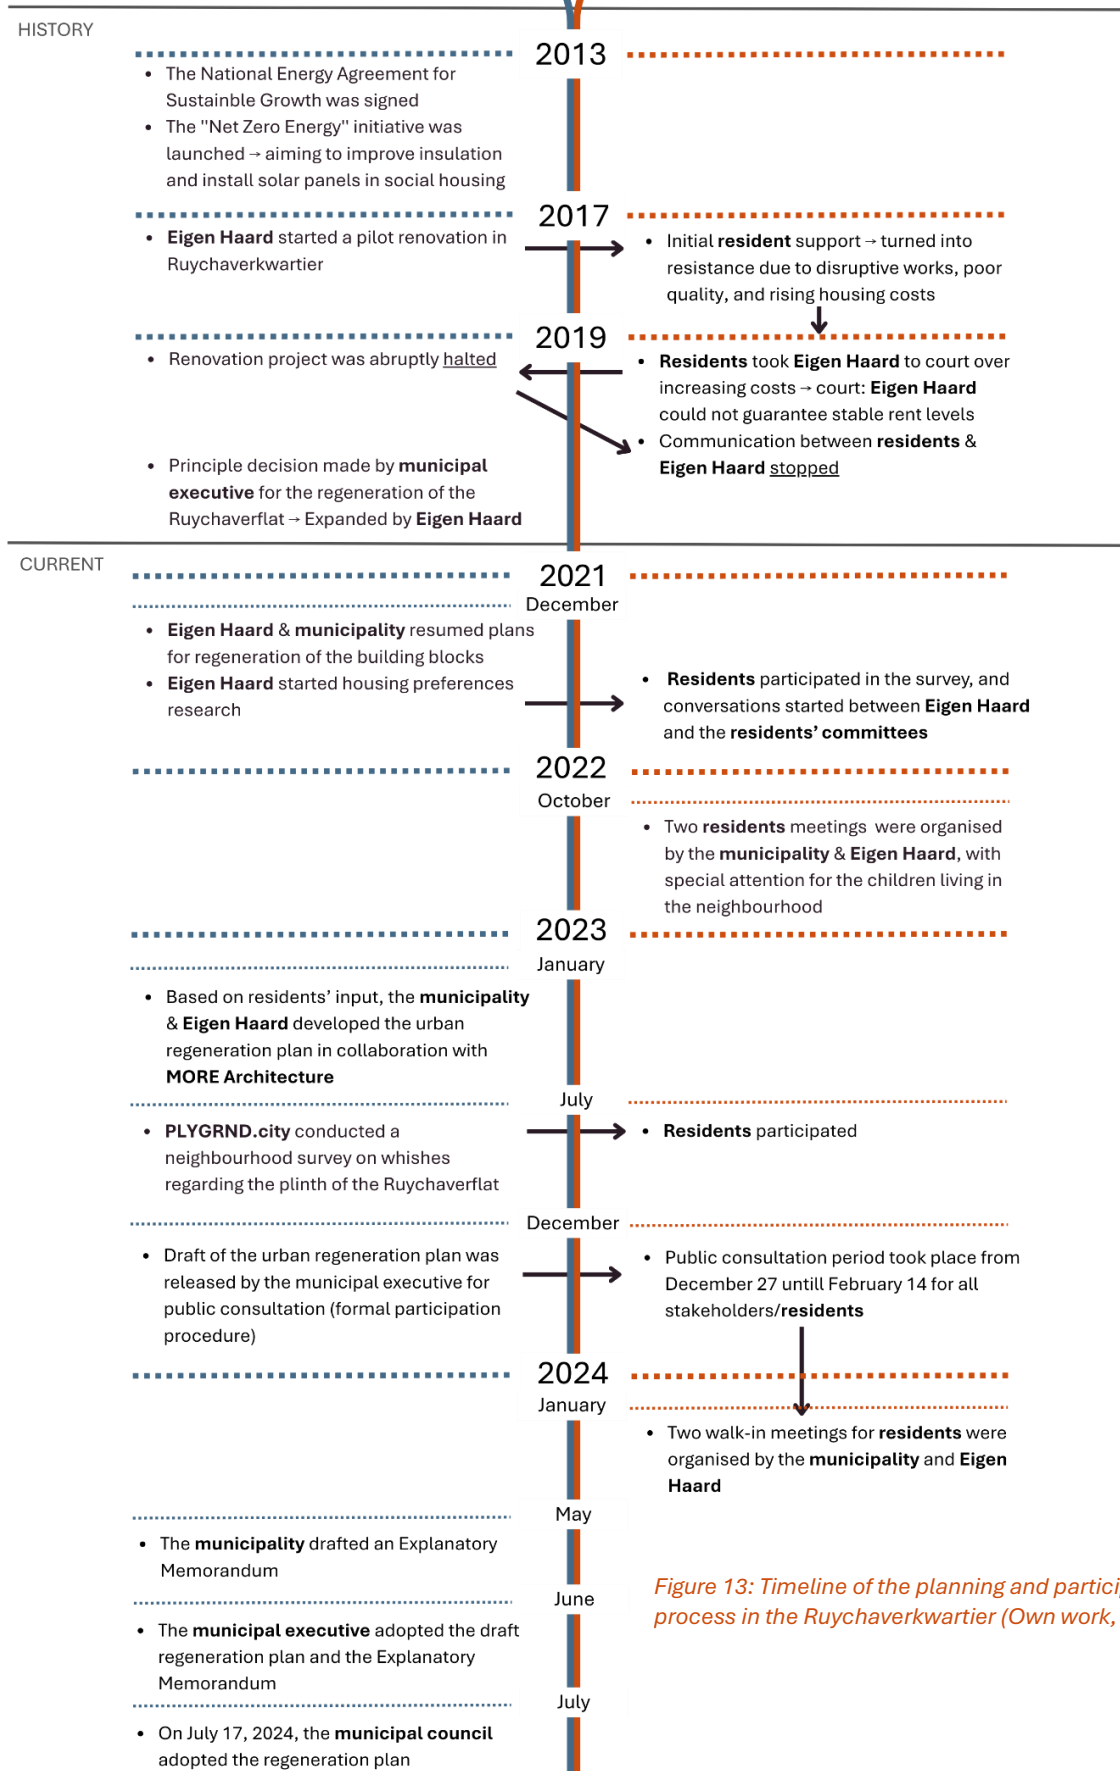 HISTORY
2013
• The National Energy Agreement for
Sustainble Growth was signed
• The "Net Zero Energy" initiative was
launched → aiming to improve insulation
and install solar panels in social housing
2017
• Eigen Haard started a pilot renovation in
Ruychaverkwartier
• Initial resident support → turned into
resistance due to disruptive works, poor
quality, and rising housing costs
2019
• Renovation project was abruptly halted
• Residents took Eigen Haard to court over
increasing costs → court: Eigen Haard
could not guarantee stable rent levels
• Communication between residents &
Eigen Haard stopped
• Principle decision made by municipal
executive for the regeneration of the
Ruychaverflat → Expanded by Eigen Haard
CURRENT
2021
December
• Eigen Haard & municipality resumed plans
for regeneration of the building blocks
• Eigen Haard started housing preferences
research
• Residents participated in the survey, and
conversations started between Eigen Haard
and the residents’ committees
2022
October
• Two residents meetings were organised
by the municipality & Eigen Haard, with
special attention for the children living in
the neighbourhood
2023
January
• Based on residents’ input, the municipality
& Eigen Haard developed the urban
regeneration plan in collaboration with
MORE Architecture
July
• PLYGRND.city conducted a
neighbourhood survey on whishes
regarding the plinth of the Ruychaverflat
• Residents participated
December
• Draft of the urban regeneration plan was
released by the municipal executive for
public consultation (formal participation
procedure)
• Public consultation period took place from
December 27 untill February 14 for all
stakeholders/residents
2024
January
• Two walk-in meetings for residents were
organised by the municipality and Eigen
Haard
May
• The municipality drafted an Explanatory
Memorandum
June
• The municipal executive adopted the draft
regeneration plan and the Explanatory
Memorandum
July
• On July 17, 2024, the municipal council
adopted the regeneration plan
Figure 13: Timeline of the planning and partici
process in the Ruychaverkwartier (Own work,